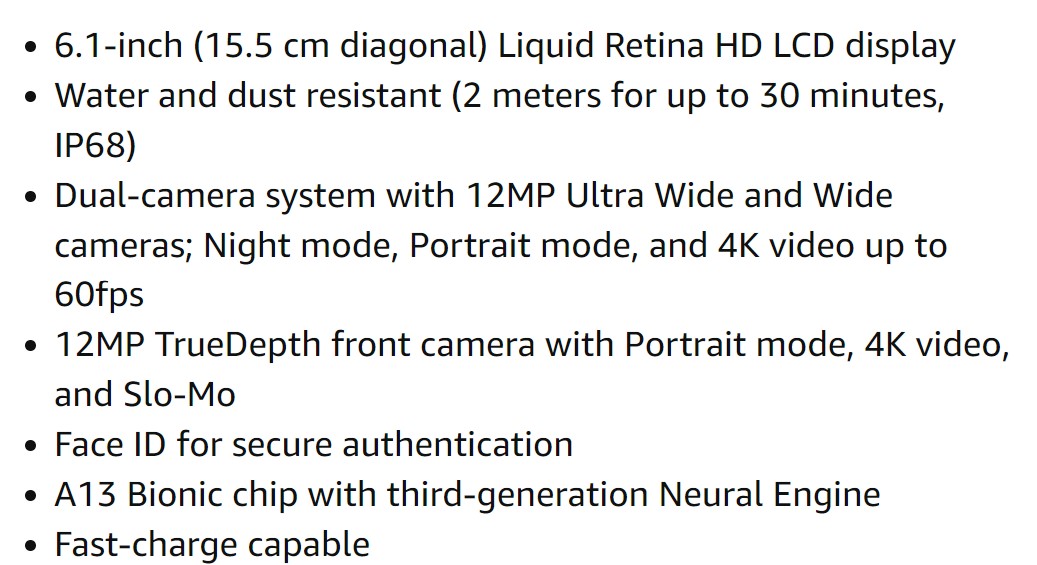 • 6.1-inch (15.5 cm diagonal) Liquid Retina HD LCD display
• Water and dust resistant (2 meters for up to 30 minutes,
IP68)
• Dual-camera system with 12MP Ultra Wide and Wide
cameras; Night mode, Portrait mode, and 4K video up to
60fps
• 12MP TrueDepth front camera with Portrait mode, 4K video,
and Slo-Mo
• Face ID for secure authentication
• A13 Bionic chip with third-generation Neural Engine
• Fast-charge capable